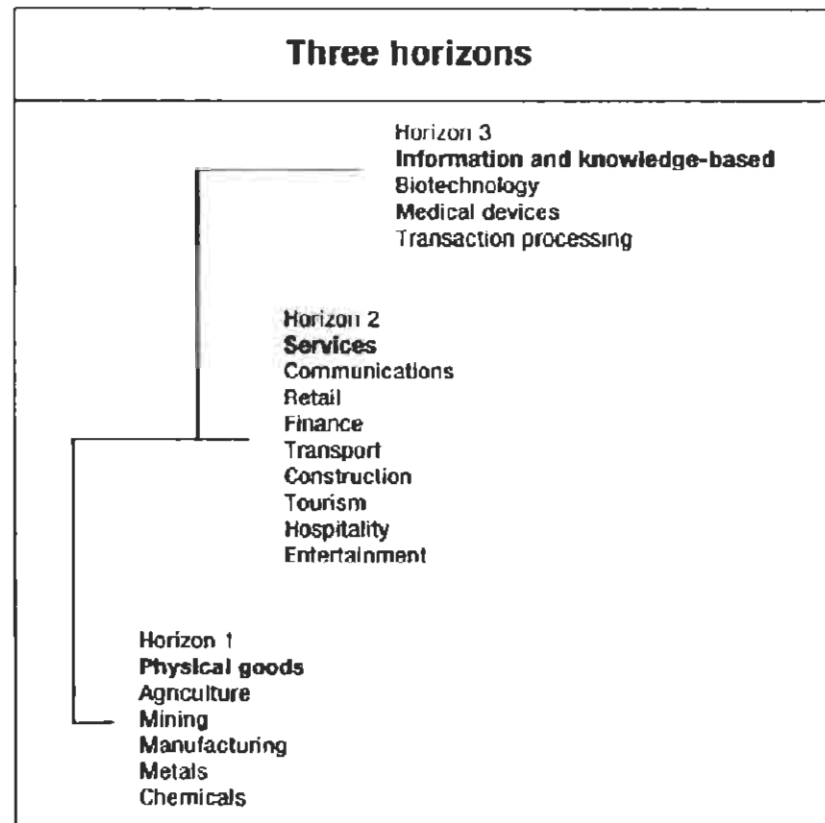 Three horizons
Horizon 3
Information and knowledge-based
Biotechnology
Medical devices
Transaction processing
Horizon 2
Services
Communications
Retail
Finance
Transport
Construction
Tourism
Hospitality
Entertainment
Horizon 1
Physical goods
Agriculture
Mining
Manufacturing
Metals
Chemicals